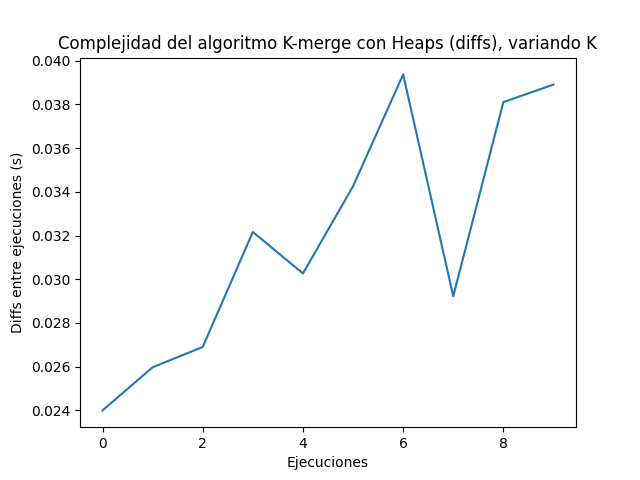 Complejidad del algoritmo K-merge con Heaps (diffs), variando K
Diffs entre ejecuciones (s)
0.040
0.038
0.036
0.034
0.032
0.030
0.028
0.026
0.024
0 2 4 6 8
Ejecuciones